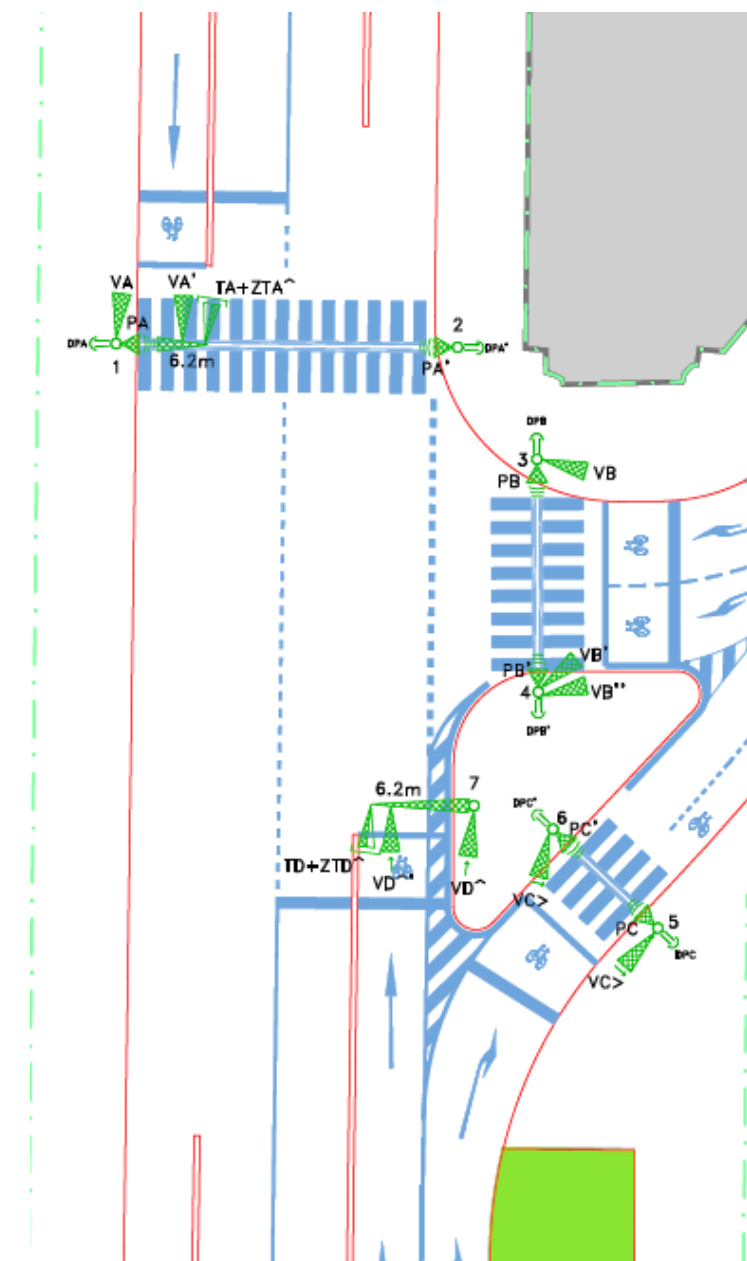 VA VA' TA+ZTA^
PA
DPA
1
6.2m
2
DPA'
PA'
DPB
3
VB
PB
VB'
PB'
4
VB''
DPB'
6.2m
7
DPC'
6
PC'
TD+ZTD^
VD^'
VD^
VC>
PC
5
DPC
VC>